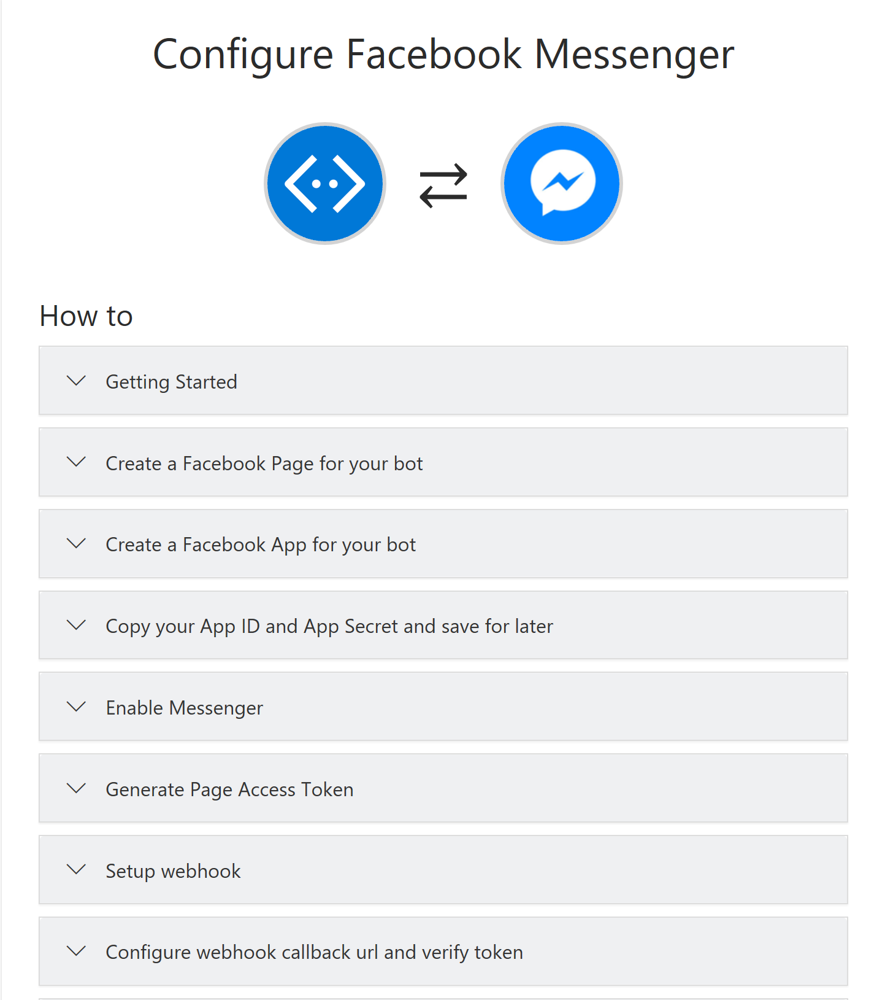 Configure Facebook Messenger
How to
Getting Started
Create a Facebook Page for your bot
Create a Facebook App for your bot
Copy your App ID and App Secret and save for later
Enable Messenger
Generate Page Access Token
Setup webhook
Configure webhook callback url and verify token